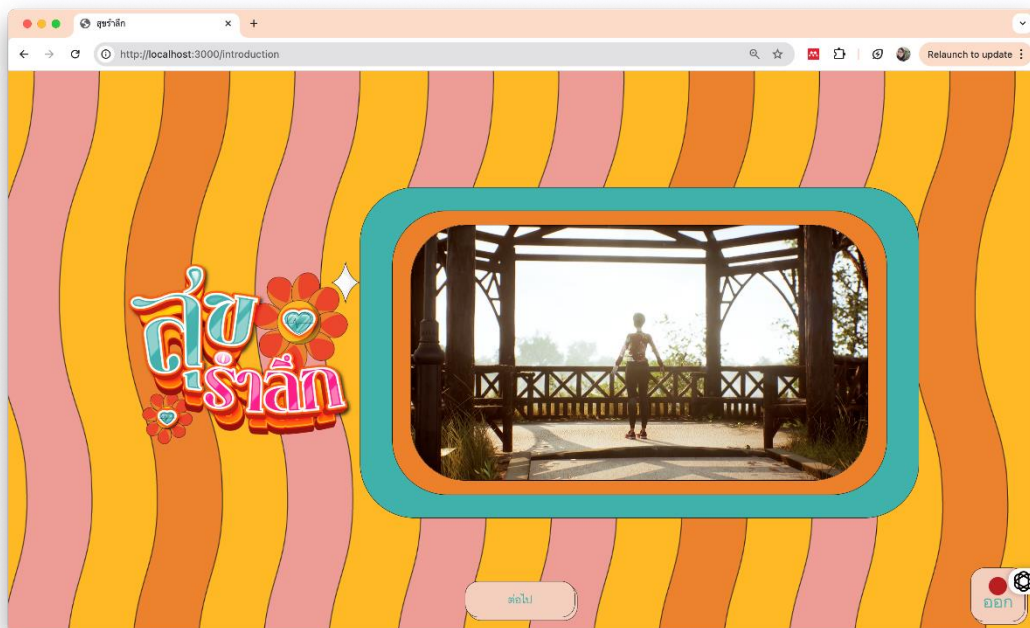 สุขรำลึก
http://localhost:3000/introduction
Relaunch to update
สุข
รำลึก
ต่อไป
ออก